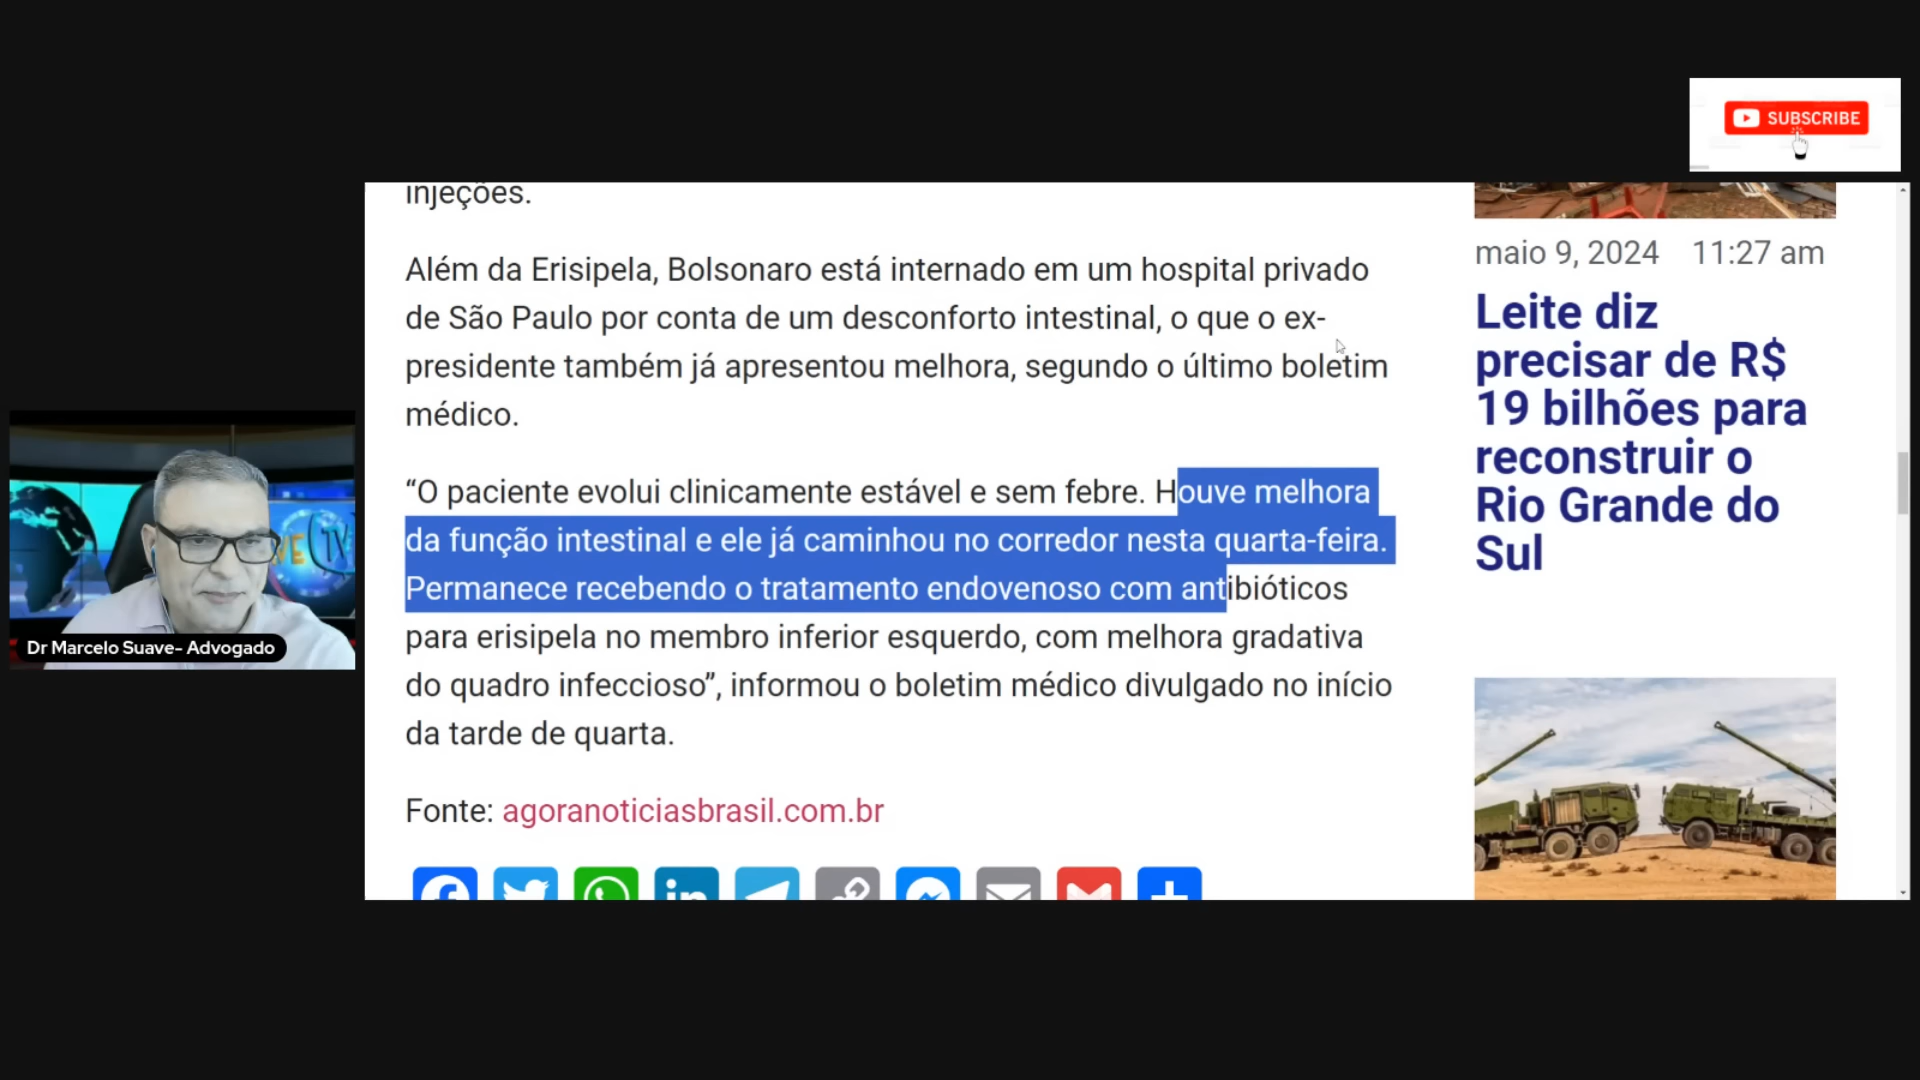 SUBSCRIBE
injeções.
Além da Erisipela, Bolsonaro está internado em um hospital privado
de São Paulo por conta de um desconforto intestinal, o que o ex-
presidente também já apresentou melhora, segundo o último boletim
médico.
“O paciente evolui clinicamente estável e sem febre. Houve melhora
da função intestinal e ele já caminhou no corredor nesta quarta-feira.
Permanece recebendo o tratamento endovenoso com antibióticos
para erisipela no membro inferior esquerdo, com melhora gradativa
do quadro infeccioso”, informou o boletim médico divulgado no início
da tarde de quarta.
Fonte: agoranoticiasbrasil.com.br
maio 9, 2024 11:27 am
Leite diz
precisar de R$
19 bilhões para
reconstruir o
Rio Grande do
Sul
Dr Marcelo Suave- Advogado